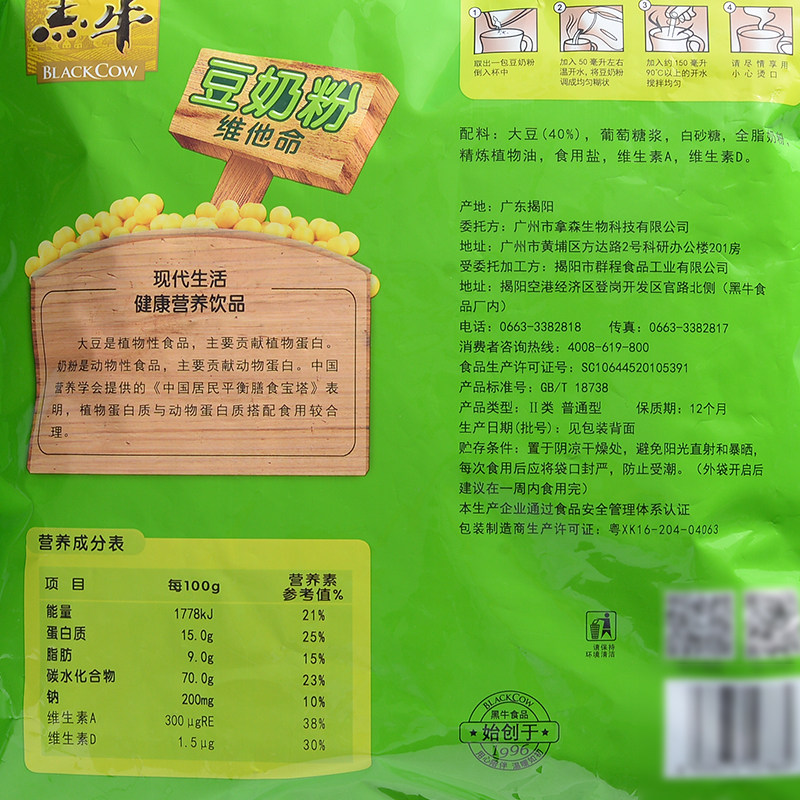 黑牛
BLACKCOW
豆奶粉
维他命
现代生活
健康营养饮品
大豆是植物性食品，主要贡献植物蛋白。
奶粉是动物性食品，主要贡献动物蛋白。中国
营养学会提供的《中国居民平衡膳食宝塔》表
明，植物蛋白质与动物蛋白质搭配食用较合
理。
营养成分表
项 目 每100g 营养素参考值%
能量 1778kJ 21%
蛋白质 15.0g 25%
脂肪 9.0g 15%
碳水化合物 70.0g 23%
钠 200mg 10%
维生素A 300μgRE 38%
维生素D 1.5μg 30%
1
取出一包豆奶粉
倒入杯中
2
加入50毫升左右
温开水，将豆奶粉
调成均匀糊状
3
加入约150毫升
90℃以上的开水
搅拌均匀
4
请尽情享用
小心烫口
配料：大豆(40%)，葡萄糖浆，白砂糖，全脂奶粉，
精炼植物油，食用盐，维生素A，维生素D。
产地：广东揭阳
委托方：广州市拿森生物科技有限公司
地址：广州市黄埔区方达路2号科研办公楼201房
受委托加工方：揭阳市群程食品工业有限公司
地址：揭阳空港经济区登岗开发区官路北侧（黑牛食
品厂内）
电话：0663-3382818 传真：0663-3382817
消费者咨询热线：4008-619-800
食品生产许可证号：SC10644520105391
产品标准号：GB/T 18738
产品类型：II类 普通型 保质期：12个月
生产日期(批号)：见包装背面
贮存条件：置于阴凉干燥处，避免阳光直射和暴晒，
每次食用后应将袋口封严，防止受潮。（外袋开启后
建议在一周内食用完）
本生产企业通过食品安全管理体系认证
包装制造商生产许可证：粤XK16-204-04063
请保持
环境清洁
BLACKCOW
黑牛食品
始创于
1996
用心陪伴 温暖如初